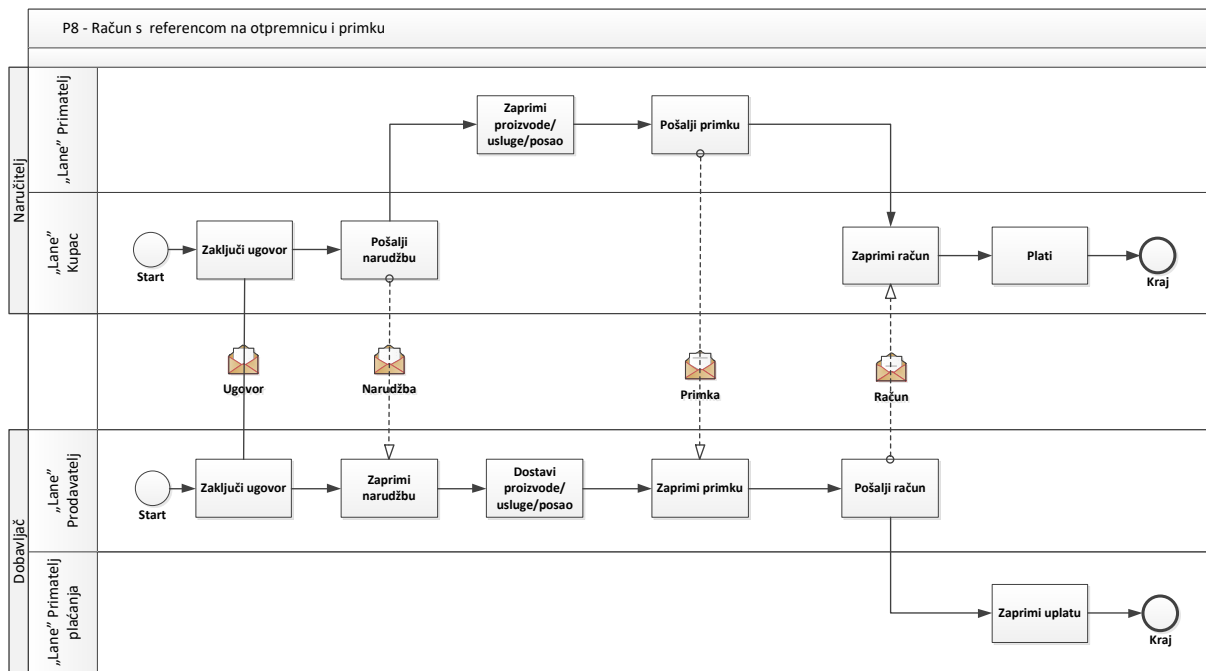 P8 - Račun s  referencom na otpremnicu i primku
Naručitelj
„Lane” Primatelj
Zaprimi
proizvode/
usluge/posao
Pošalji primku
„Lane”
Kupac
Start
Zaključi ugovor
Pošalji
narudžbu
Zaprimi račun
Plati
Kraj
Ugovor
Narudžba
Primka
Račun
Dobavljač
„Lane”
Prodavatelj
Start
Zaključi ugovor
Zaprimi
narudžbu
Dostavi
proizvode/
usluge/posao
Zaprimi primku
Pošalji račun
„Lane” Primatelj
plaćanja
Zaprimi uplatu
Kraj